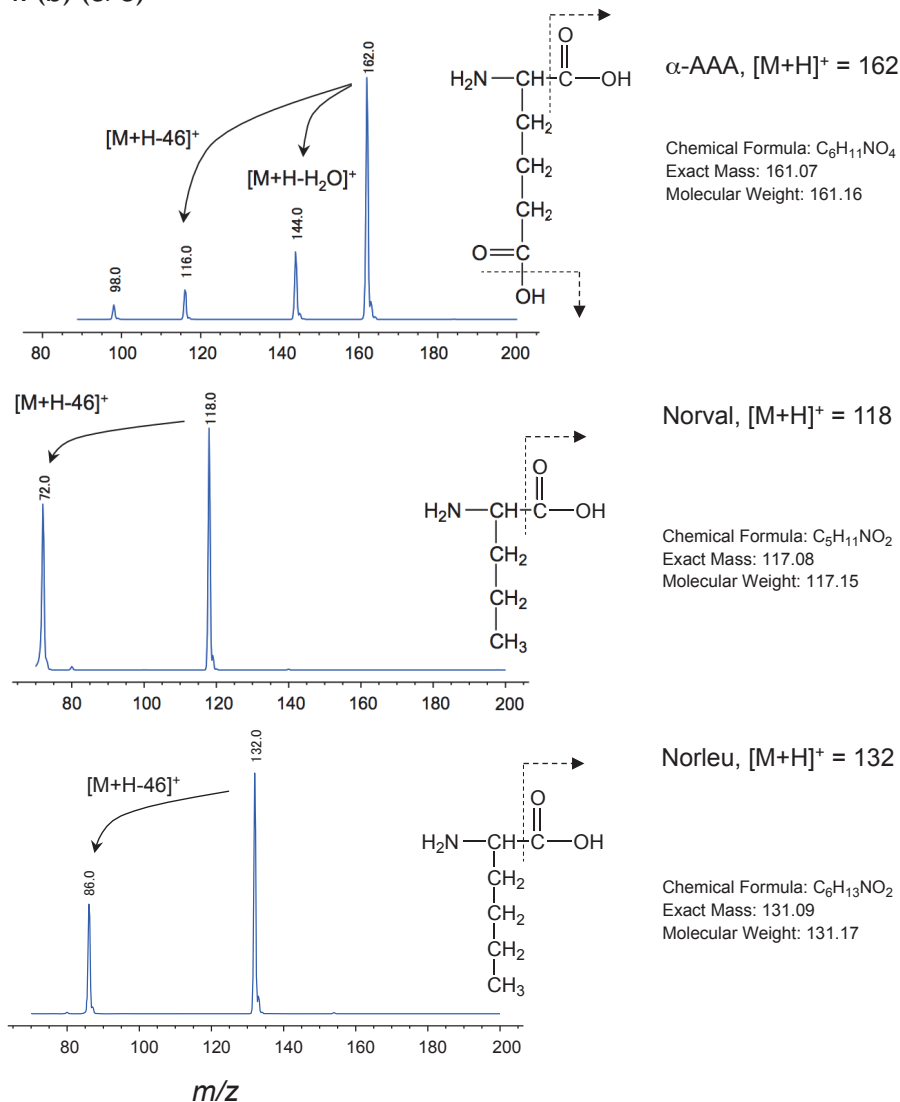 162.0
[M+H-46]+
[M+H-H2O]+
144.0
116.0
98.0
80 100 120 140 160 180 200
O
H2N—CH—C—OH
CH2
CH2
CH2
O=C
OH
α-AAA, [M+H]+ = 162
Chemical Formula: C6H11NO4
Exact Mass: 161.07
Molecular Weight: 161.16
[M+H-46]+
118.0
72.0
80 100 120 140 160 180 200
O
H2N—CH—C—OH
CH2
CH2
CH3
Norval, [M+H]+ = 118
Chemical Formula: C5H11NO2
Exact Mass: 117.08
Molecular Weight: 117.15
132.0
[M+H-46]+
86.0
80 100 120 140 160 180 200
m/z
O
H2N—CH—C—OH
CH2
CH2
CH2
CH3
Norleu, [M+H]+ = 132
Chemical Formula: C6H13NO2
Exact Mass: 131.09
Molecular Weight: 131.17